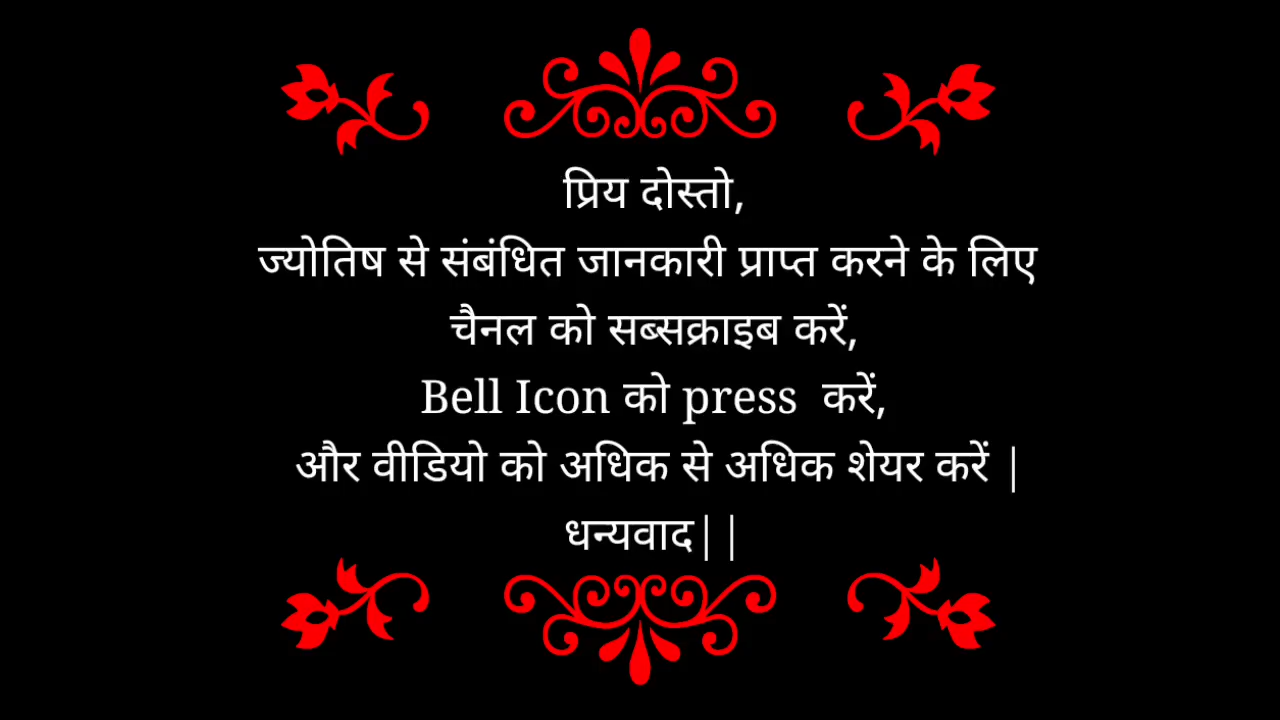 प्रिय दोस्तो,
ज्योतिष से संबंधित जानकारी प्राप्त करने के लिए
चैनल को सब्सक्राइब करें,
Bell Icon को press  करें,
और वीडियो को अधिक से अधिक शेयर करें |
धन्यवाद||